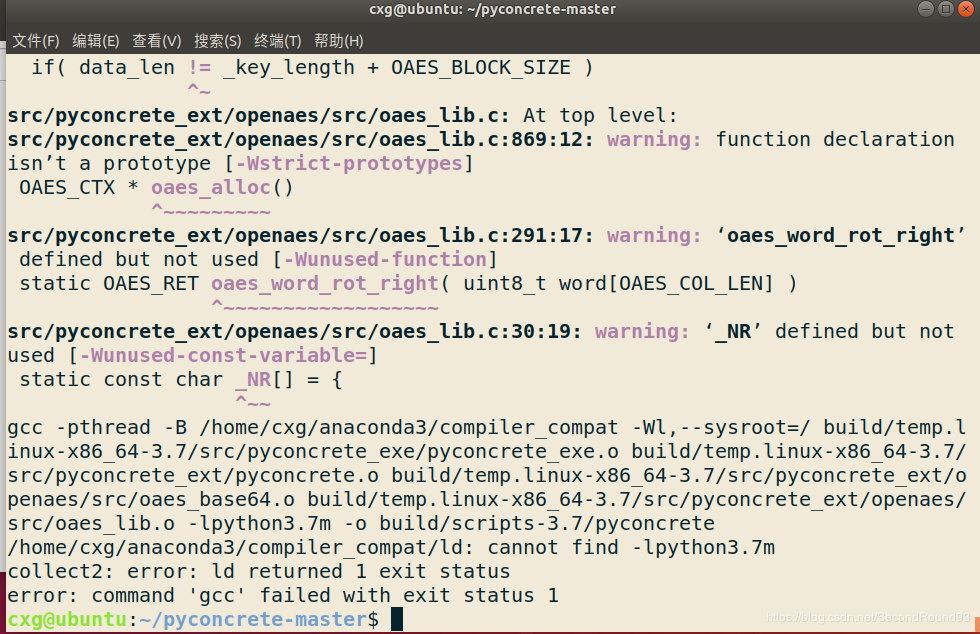 cxg@ubuntu: ~/pyconcrete-master
文件(F) 编辑(E) 查看(V) 搜索(S) 终端(T) 帮助(H)
  if( data_len != _key_length + OAES_BLOCK_SIZE )
               ^~
src/pyconcrete_ext/openaes/src/oaes_lib.c: At top level:
src/pyconcrete_ext/openaes/src/oaes_lib.c:869:12: warning: function declaration
isn’t a prototype [-Wstrict-prototypes]
 OAES_CTX * oaes_alloc()
            ^~~~~~~~~~
src/pyconcrete_ext/openaes/src/oaes_lib.c:291:17: warning: ‘oaes_word_rot_right’
 defined but not used [-Wunused-function]
 static OAES_RET oaes_word_rot_right( uint8_t word[OAES_COL_LEN] )
                 ^~~~~~~~~~~~~~~~~~~
src/pyconcrete_ext/openaes/src/oaes_lib.c:30:19: warning: ‘_NR’ defined but not
used [-Wunused-const-variable=]
 static const char _NR[] = {
                   ^~~
gcc -pthread -B /home/cxg/anaconda3/compiler_compat -Wl,--sysroot=/ build/temp.l
inux-x86_64-3.7/src/pyconcrete_exe/pyconcrete_exe.o build/temp.linux-x86_64-3.7/
src/pyconcrete_ext/pyconcrete.o build/temp.linux-x86_64-3.7/src/pyconcrete_ext/o
penaes/src/oaes_base64.o build/temp.linux-x86_64-3.7/src/pyconcrete_ext/openaes/
src/oaes_lib.o -lpython3.7m -o build/scripts-3.7/pyconcrete
/home/cxg/anaconda3/compiler_compat/ld: cannot find -lpython3.7m
collect2: error: ld returned 1 exit status
error: command 'gcc' failed with exit status 1
cxg@ubuntu:~/pyconcrete-master$
https://blog.csdn.net/SacondRound93